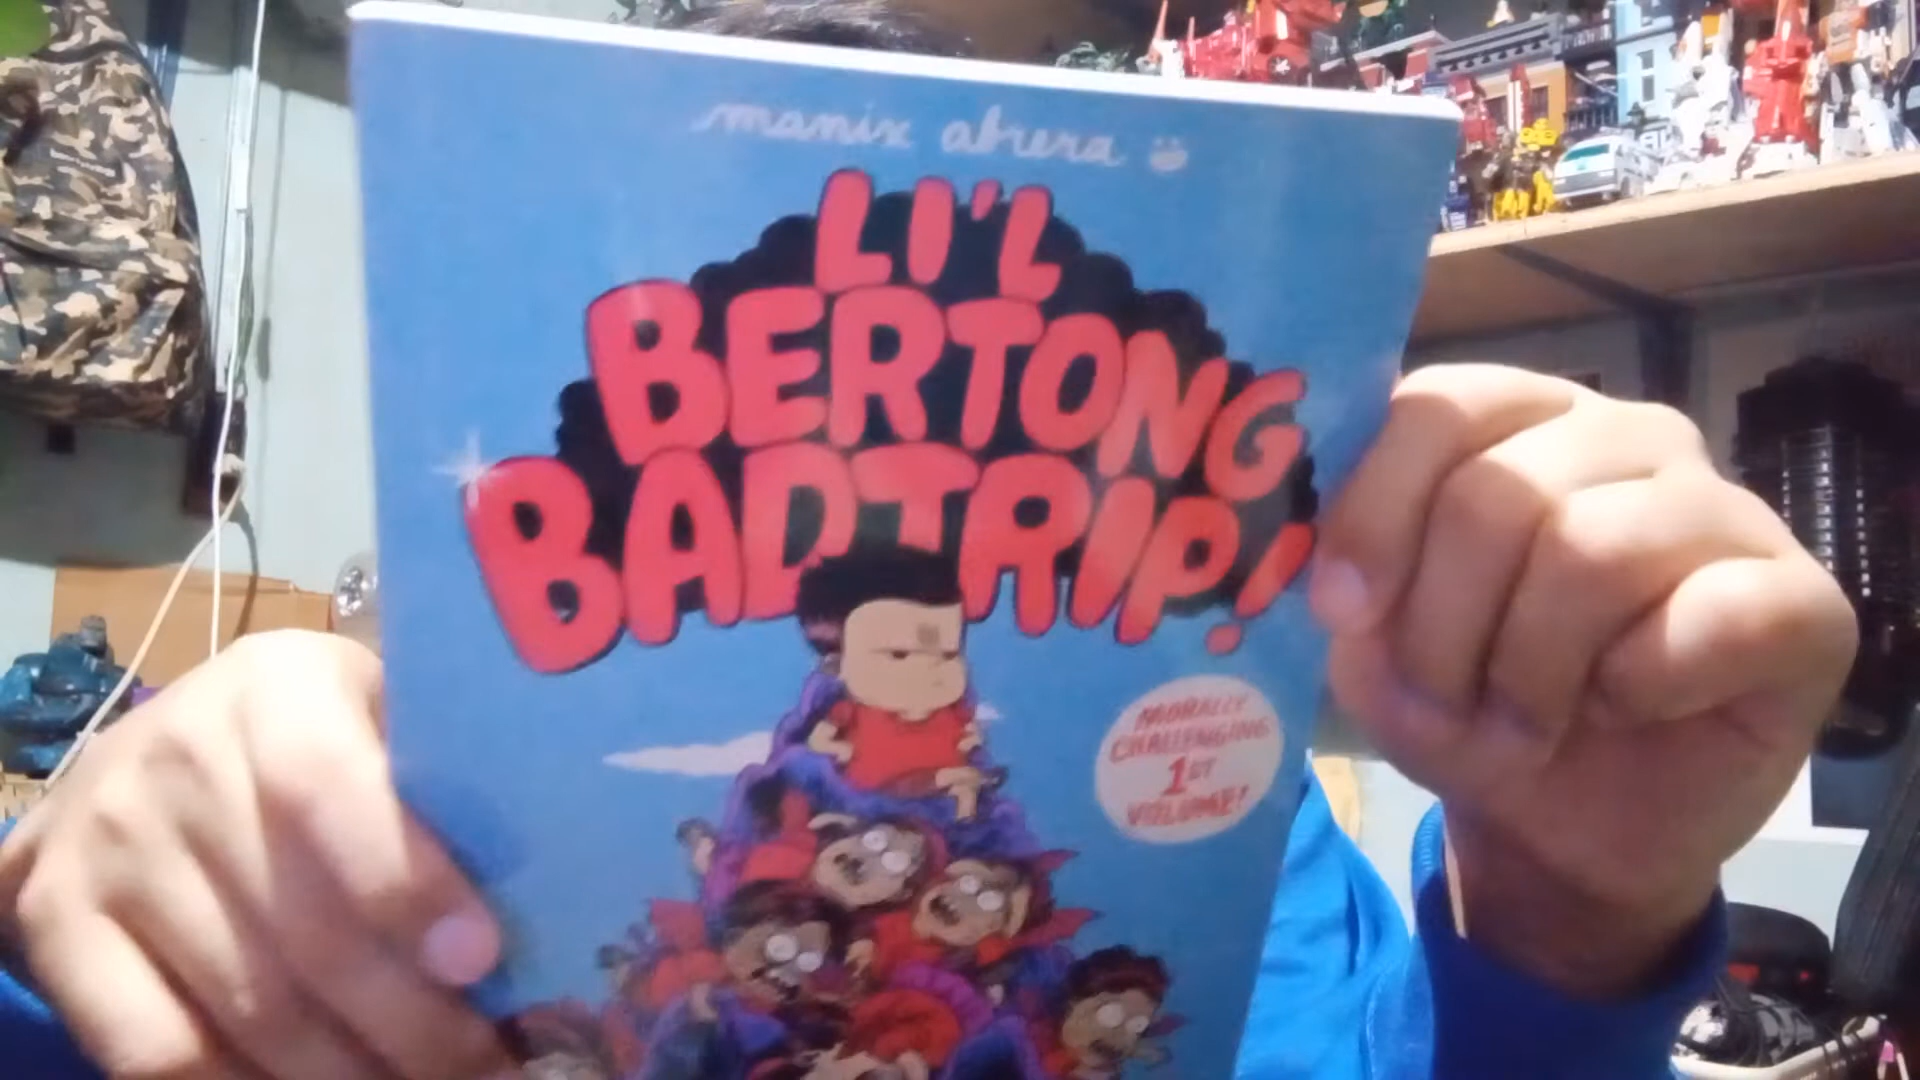 manix abrera
LI'L
BERTONG
BADTRIP!
MORALLY
CHALLENGING
1ST
VOLUME!